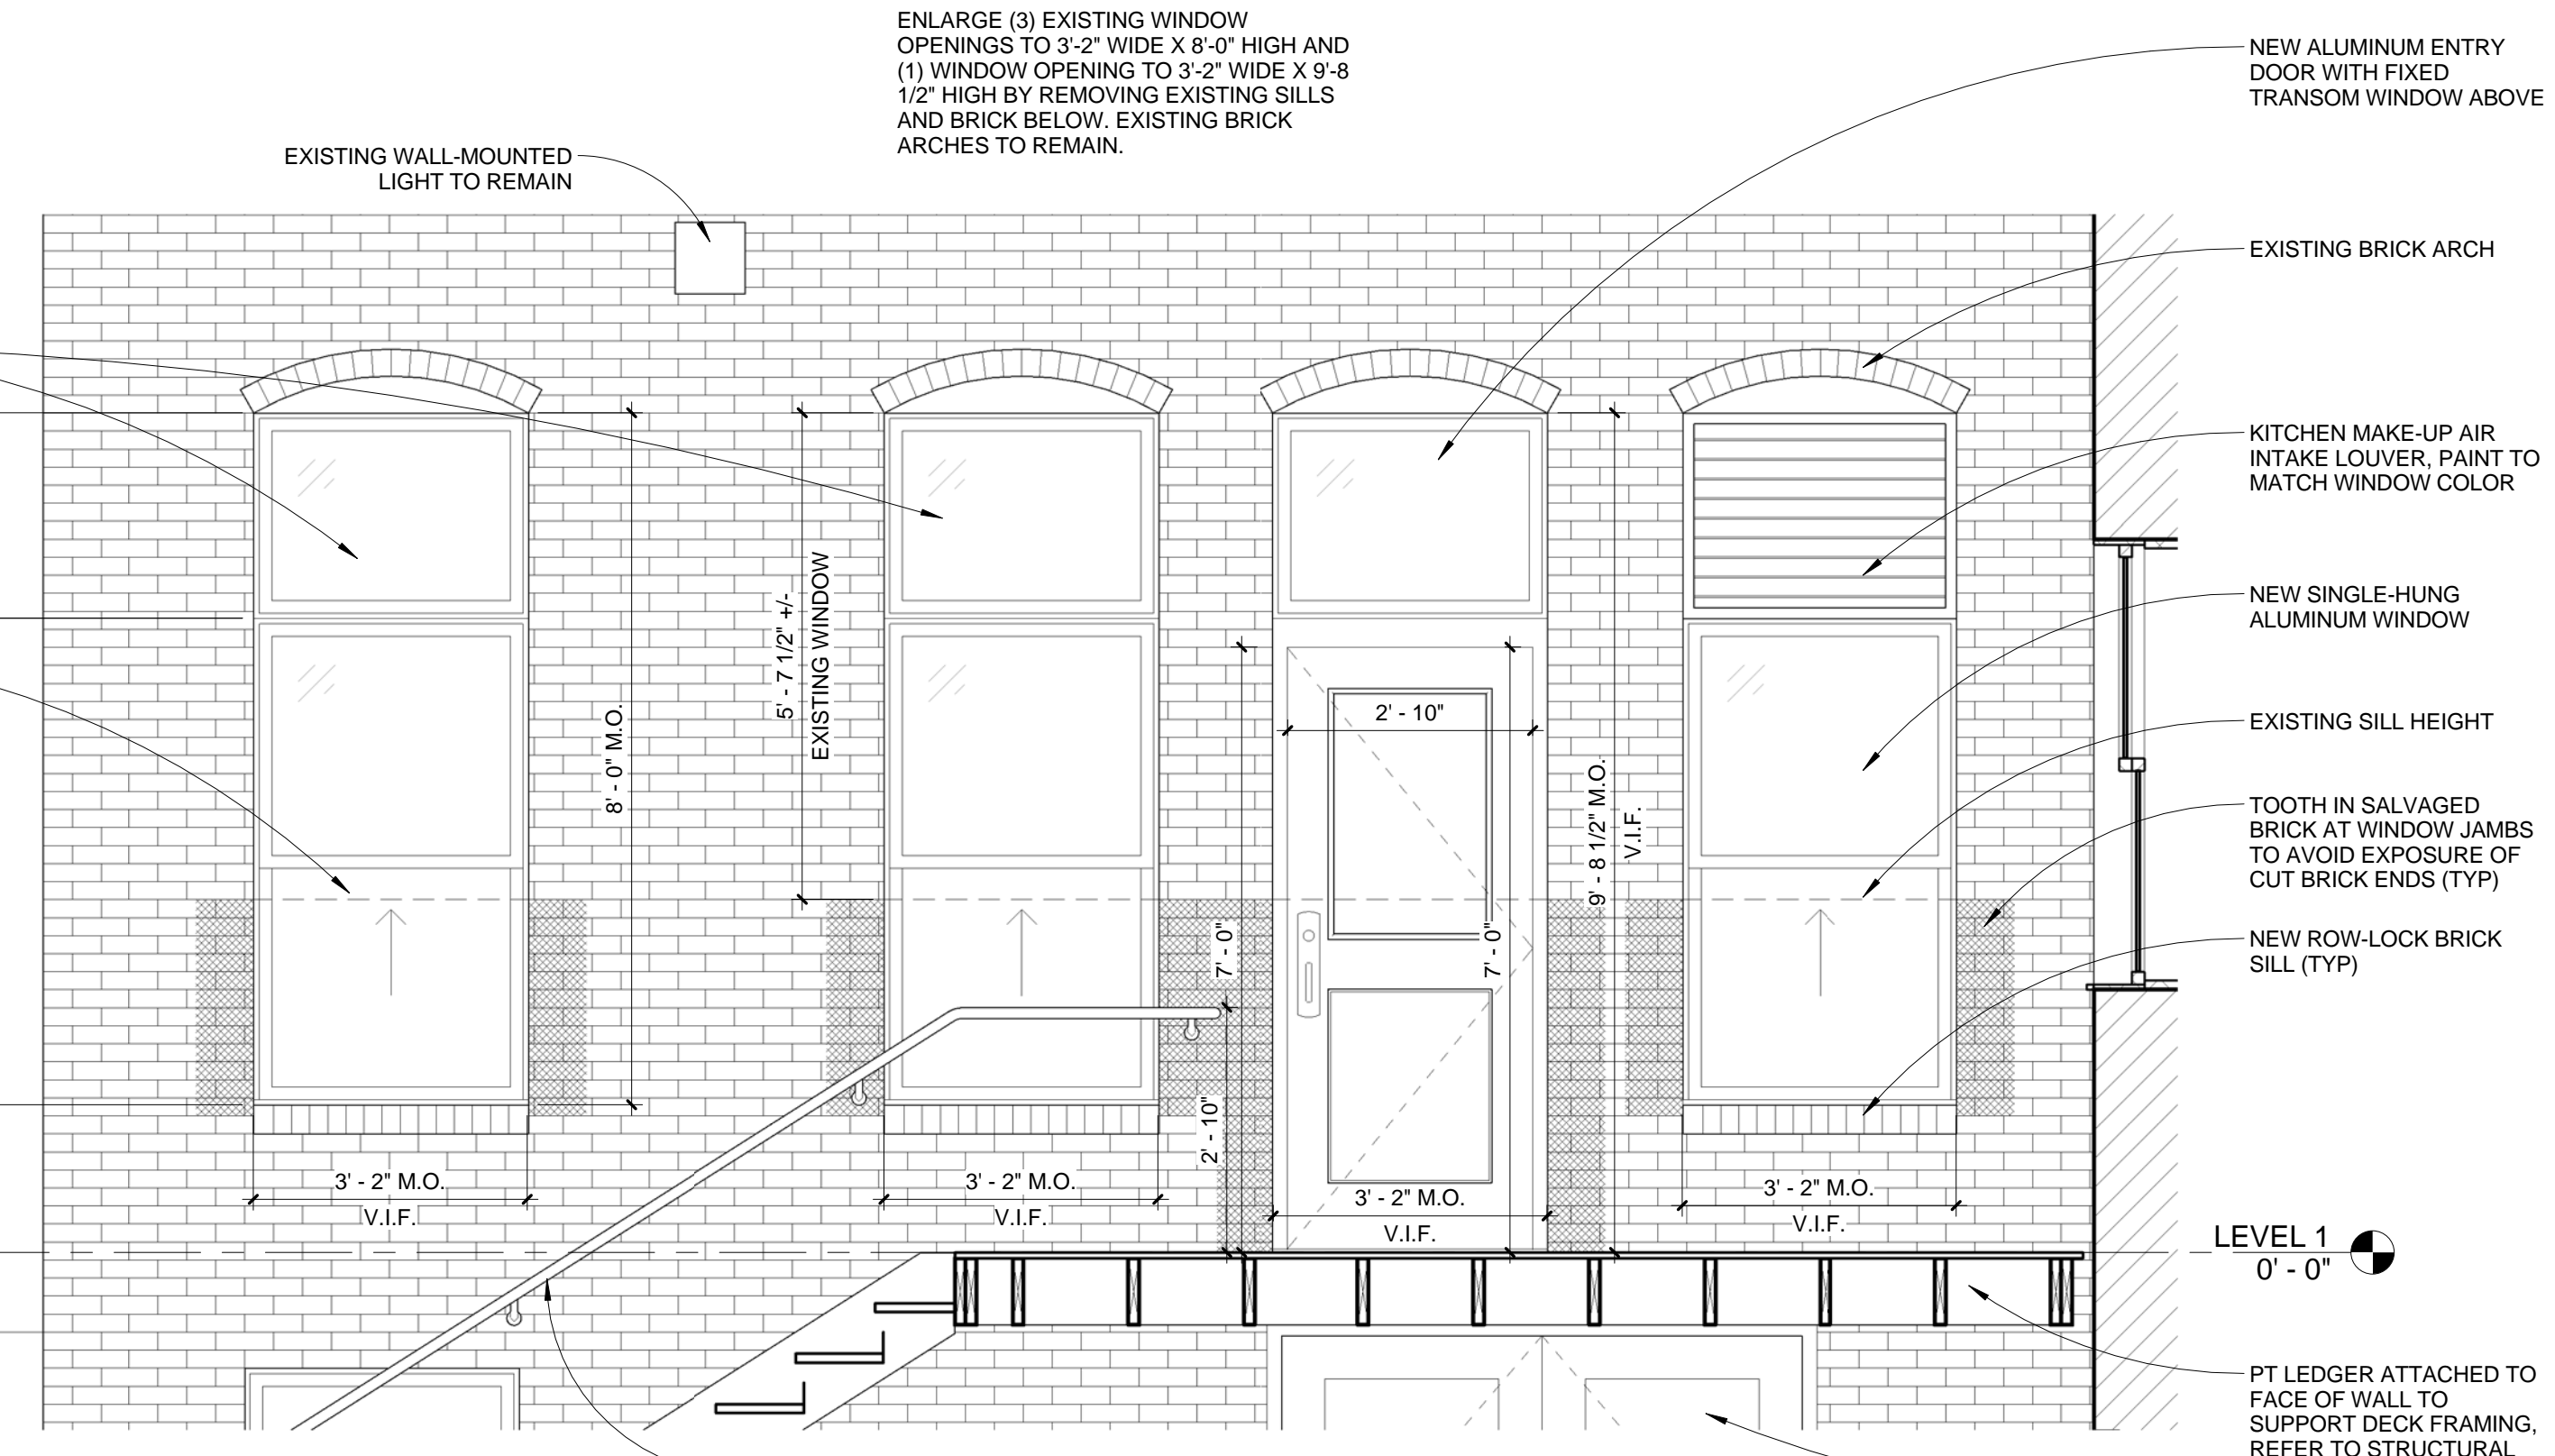 ENLARGE (3) EXISTING WINDOW
OPENINGS TO 3'-2" WIDE X 8'-0" HIGH AND
(1) WINDOW OPENING TO 3'-2" WIDE X 9'-8
1/2" HIGH BY REMOVING EXISTING SILLS
AND BRICK BELOW. EXISTING BRICK
ARCHES TO REMAIN.
NEW ALUMINUM ENTRY
DOOR WITH FIXED
TRANSOM WINDOW ABOVE
EXISTING WALL-MOUNTED
LIGHT TO REMAIN
EXISTING BRICK ARCH
KITCHEN MAKE-UP AIR
INTAKE LOUVER, PAINT TO
MATCH WINDOW COLOR
NEW SINGLE-HUNG
ALUMINUM WINDOW
EXISTING SILL HEIGHT
TOOTH IN SALVAGED
BRICK AT WINDOW JAMBS
TO AVOID EXPOSURE OF
CUT BRICK ENDS (TYP)
NEW ROW-LOCK BRICK
SILL (TYP)
8' - 0" M.O.
5' - 7 1/2" +/-
EXISTING WINDOW
2' - 10"
7' - 0"
7' - 0"
9' - 8 1/2" M.O.
V.I.F.
2' - 10"
3' - 2" M.O.
V.I.F.
3' - 2" M.O.
V.I.F.
3' - 2" M.O.
V.I.F.
3' - 2" M.O.
V.I.F.
LEVEL 1
0' - 0"
PT LEDGER ATTACHED TO
FACE OF WALL TO
SUPPORT DECK FRAMING,
REFER TO STRUCTURAL